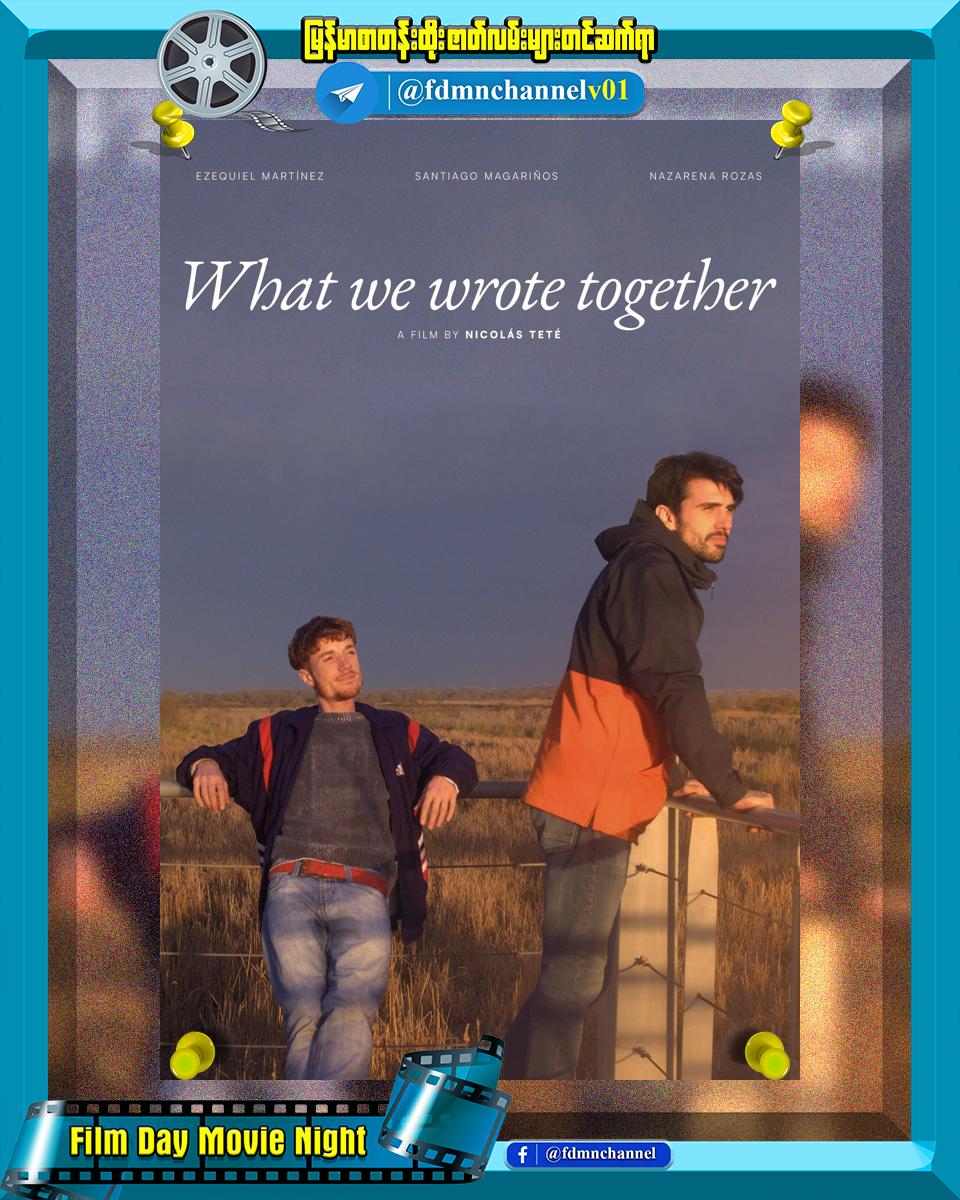 မြန်မာစာတန်းထိုးဇာတ်လမ်းများတင်ဆက်ရာ
@fdmnchannelv01
EZEQUIEL MARTÍNEZ SANTIAGO MAGARIÑOS NAZARENA ROZAS
What we wrote together
A FILM BY NICOLÁS TETÉ
Film Day Movie Night
@fdmnchannel